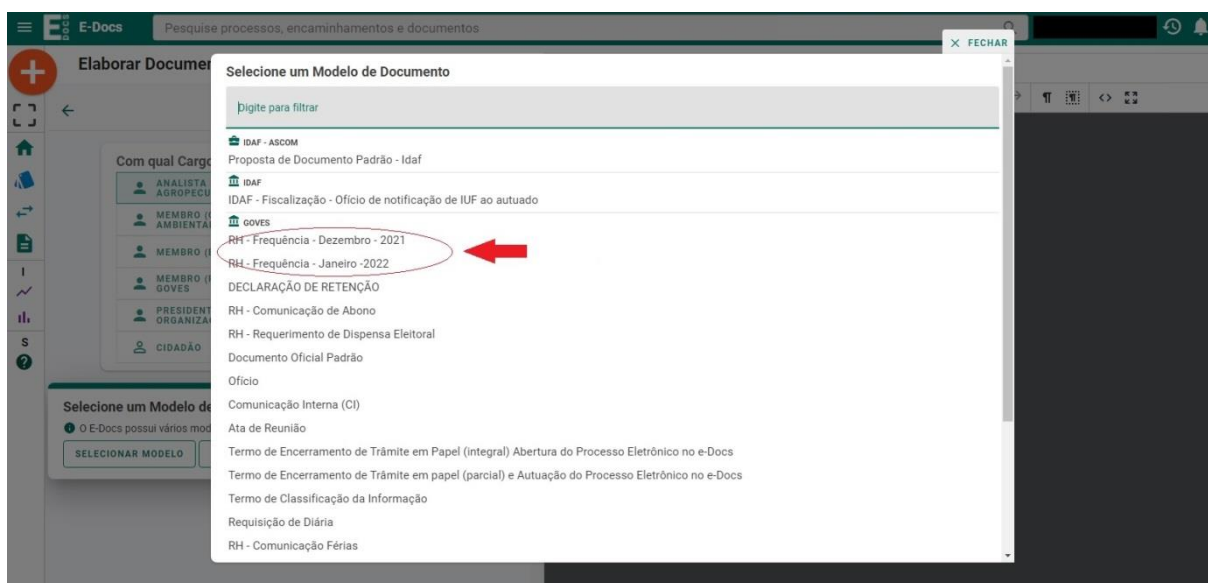 E-Docs
Pesquise processos, encaminhamentos e documentos
FECHAR
Elaborar Documen
Selecione um Modelo de Documento
Digite para filtrar
IDAF - ASCOM
Proposta de Documento Padrão - Idaf
IDAF
IDAF - Fiscalização - Ofício de notificação de IUF ao autuado
GOVES
RH - Frequência - Dezembro - 2021
RH - Frequência - Janeiro -2022
DECLARAÇÃO DE RETENÇÃO
RH - Comunicação de Abono
RH - Requerimento de Dispensa Eleitoral
Documento Oficial Padrão
Ofício
Comunicação Interna (CI)
Ata de Reunião
Termo de Encerramento de Trâmite em Papel (integral) Abertura do Processo Eletrônico no e-Docs
Termo de Encerramento de Trâmite em papel (parcial) e Autuação do Processo Eletrônico no e-Docs
Termo de Classificação da Informação
Requisição de Diária
RH - Comunicação Férias
Com qual Cargo
ANALISTA
AGROPECU
MEMBRO (
AMBIENTAL
MEMBRO (
MEMBRO (
GOVES
PRESIDENT
ORGANIZA
CIDADÃO
Selecione um Modelo de
O E-Docs possui vários mod
SELECIONAR MODELO
I
S